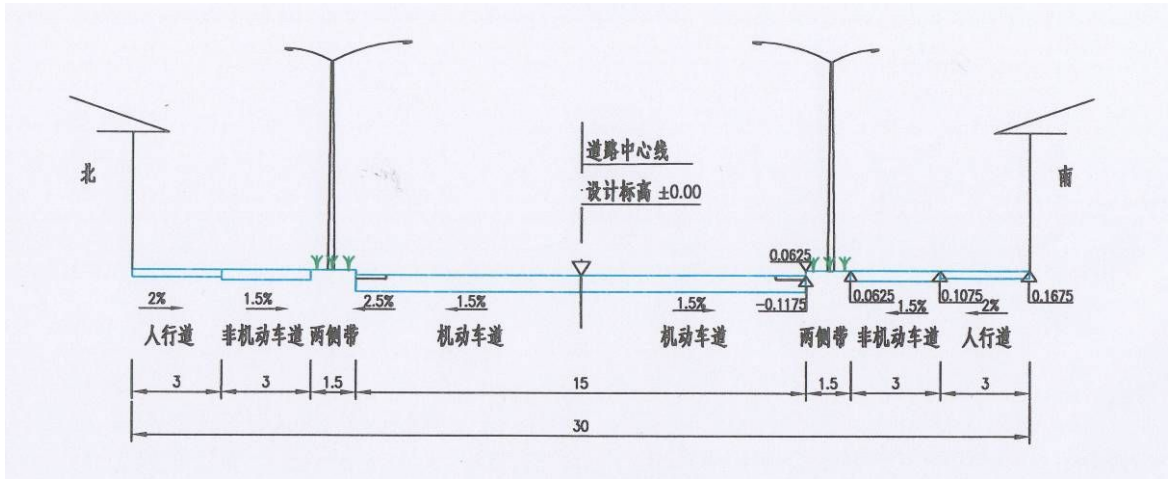 道路中心线
北
设计标高 ±0.00
南
0.0625
2%
1.5%
2.5%
1.5%
1.5%
-0.1175
0.0625
1.5%
0.1075
2%
0.1675
人行道
非机动车道
两侧带
机动车道
机动车道
两侧带
非机动车道
人行道
3
3
1.5
15
1.5
3
3
30